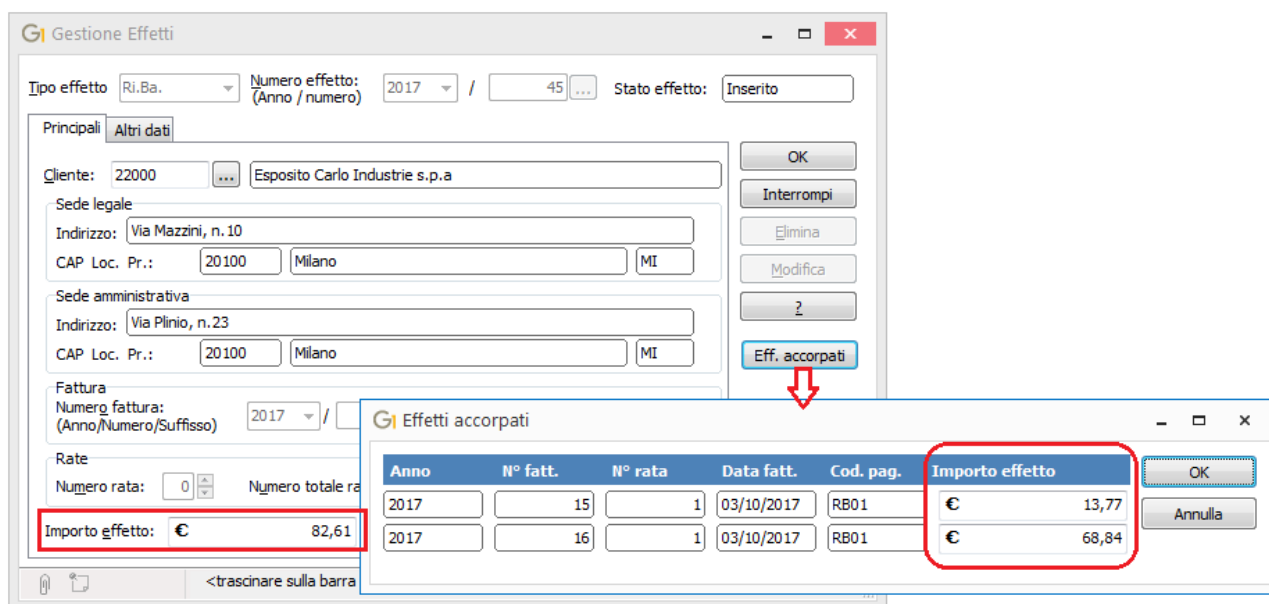 G1 Gestione Effetti
Tipo effetto Ri.Ba. Numero effetto: (Anno / numero) 2017 / 45 ... Stato effetto: Inserito
Principali Altri dati
OK
Cliente: 22000 ... Esposito Carlo Industrie s.p.a
Interrompi
Sede legale
Indirizzo: Via Mazzini, n.10
Elimina
CAP Loc. Pr.: 20100 Milano MI
Modifica
Sede amministrativa
?
Indirizzo: Via Plinio, n.23
CAP Loc. Pr.: 20100 Milano MI
Eff. accorpati
Fattura
Numero fattura:
(Anno/Numero/Suffisso) 2017 /
Rate
Numero rata: 0 Numero totale ra
Importo effetto: € 82,61
<trascinare sulla barra
G1 Effetti accorpati
Anno N° fatt. N° rata Data fatt. Cod. pag. Importo effetto
OK
2017 15 1 03/10/2017 RB01 € 13,77
Annulla
2017 16 1 03/10/2017 RB01 € 68,84